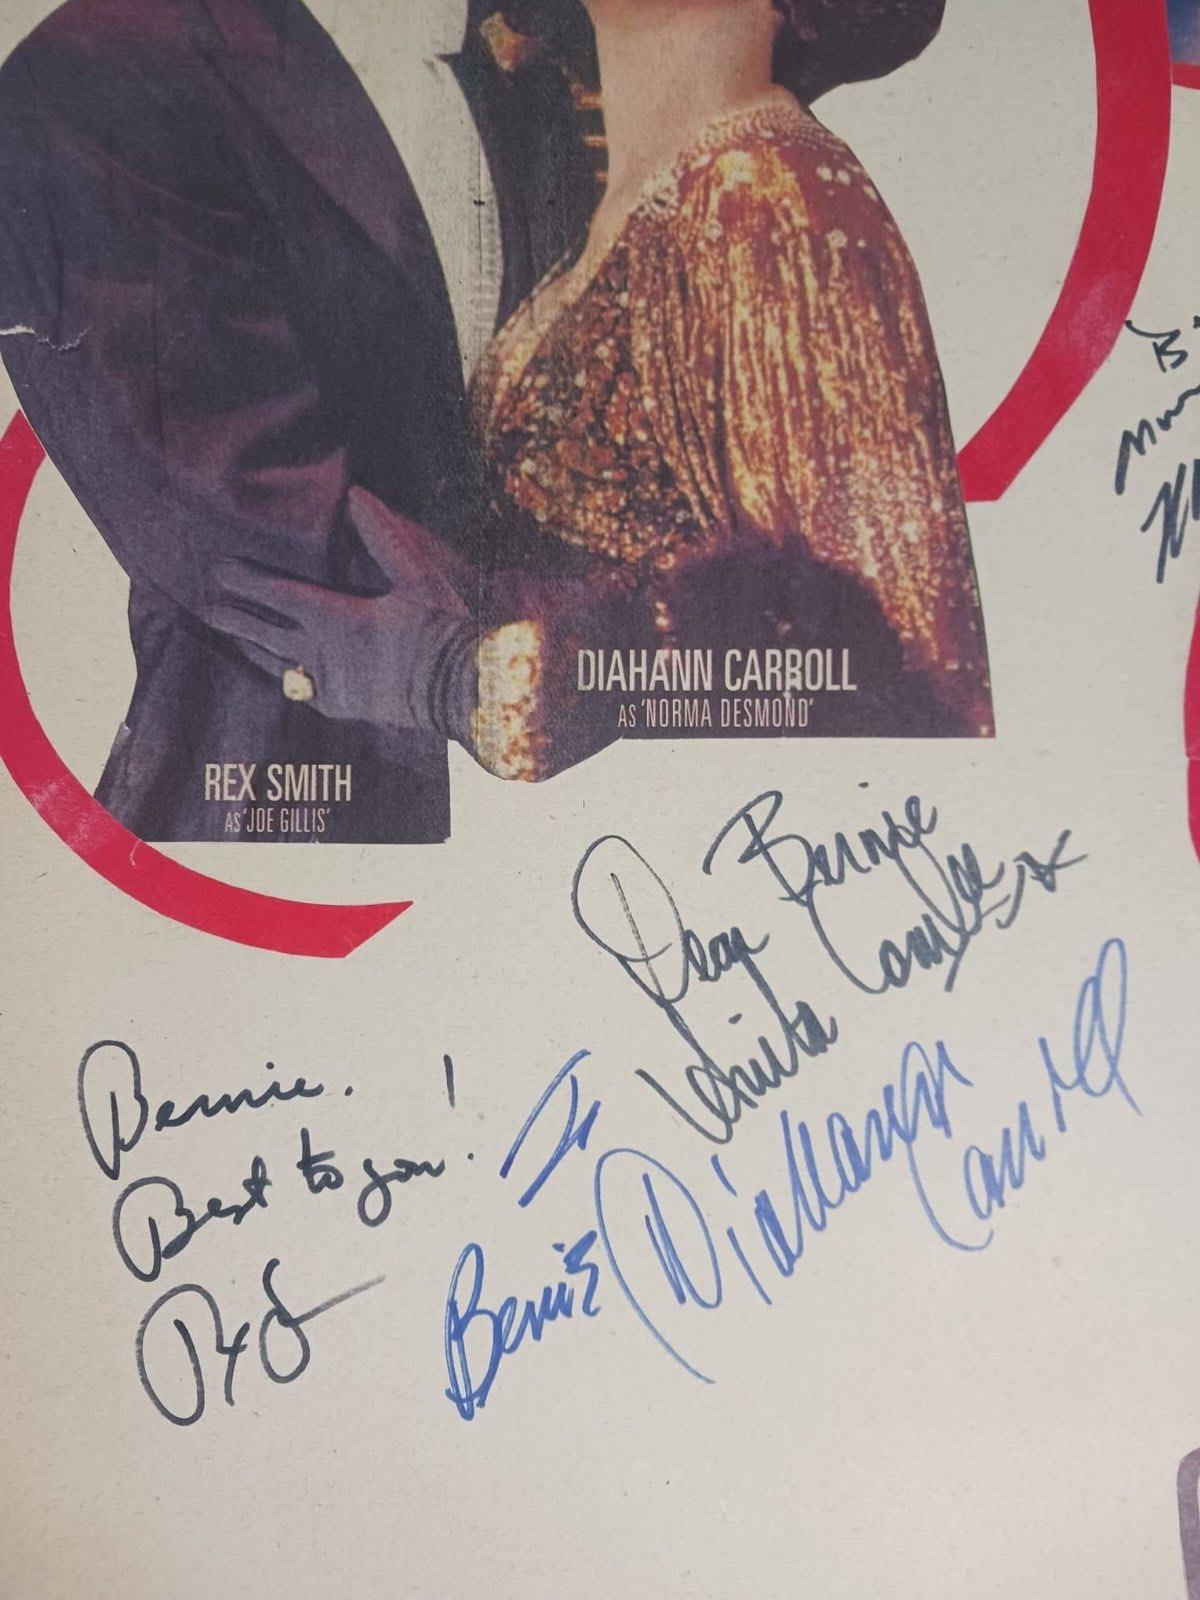 DIAHANN CARROLL
AS 'NORMA DESMOND'
REX SMITH
AS 'JOE GILLIS'
Dear Bernie
Bernie.
Best to you!
To
Bernie
Diahann
Carroll